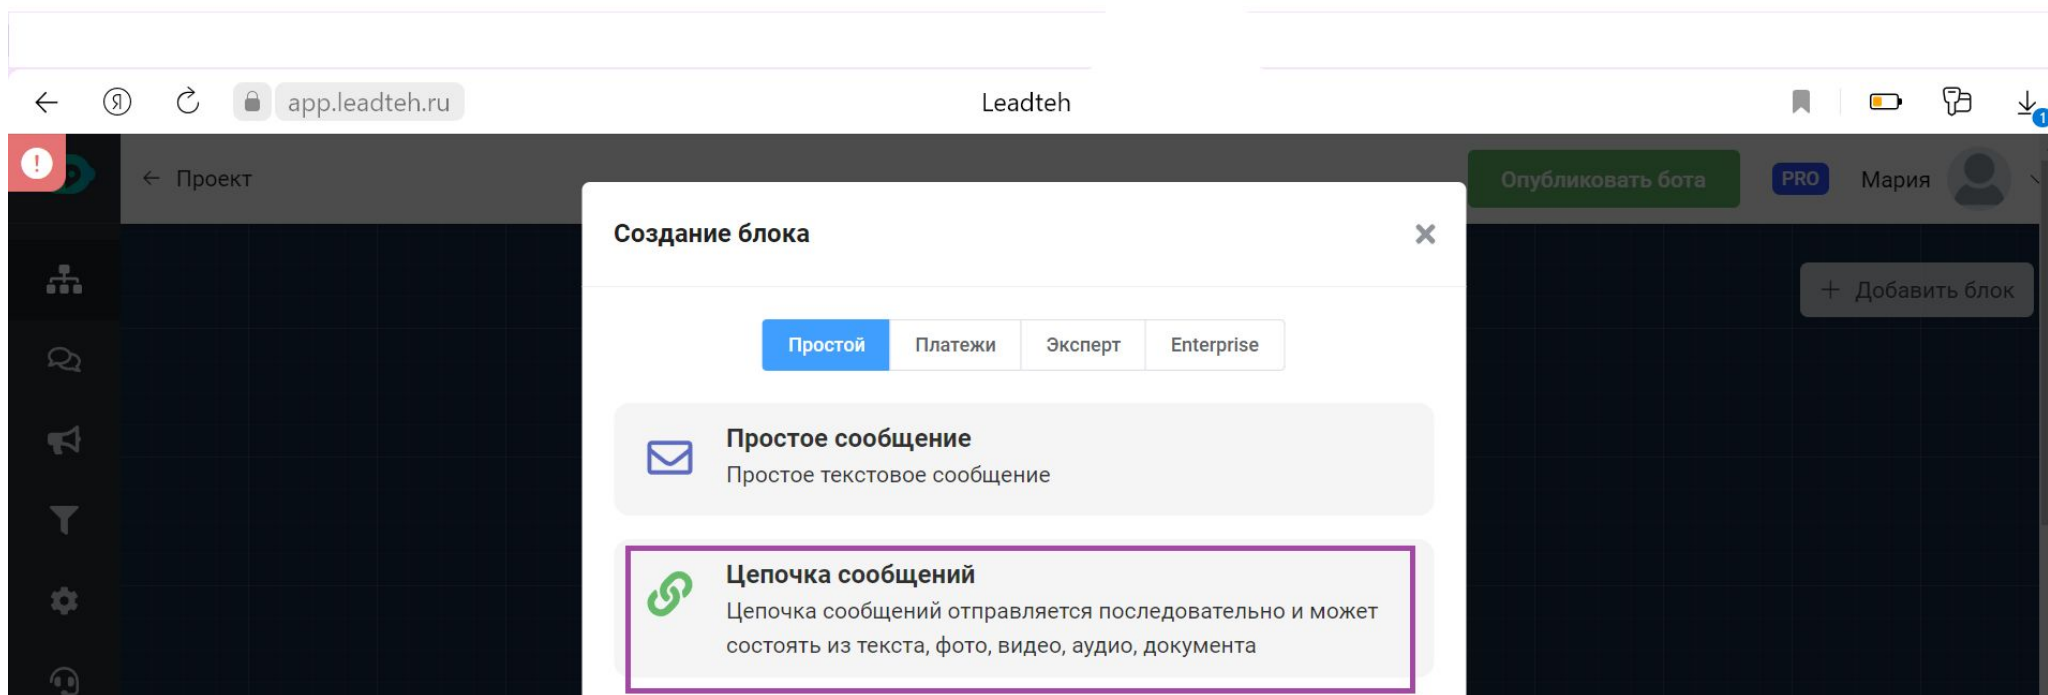 Я
app.leadteh.ru
Leadteh
1
!
← Проект
Опубликовать бота
PRO
Мария
Создание блока
+ Добавить блок
Простой
Платежи
Эксперт
Enterprise
Простое сообщение
Простое текстовое сообщение
Цепочка сообщений
Цепочка сообщений отправляется последовательно и может
состоять из текста, фото, видео, аудио, документа